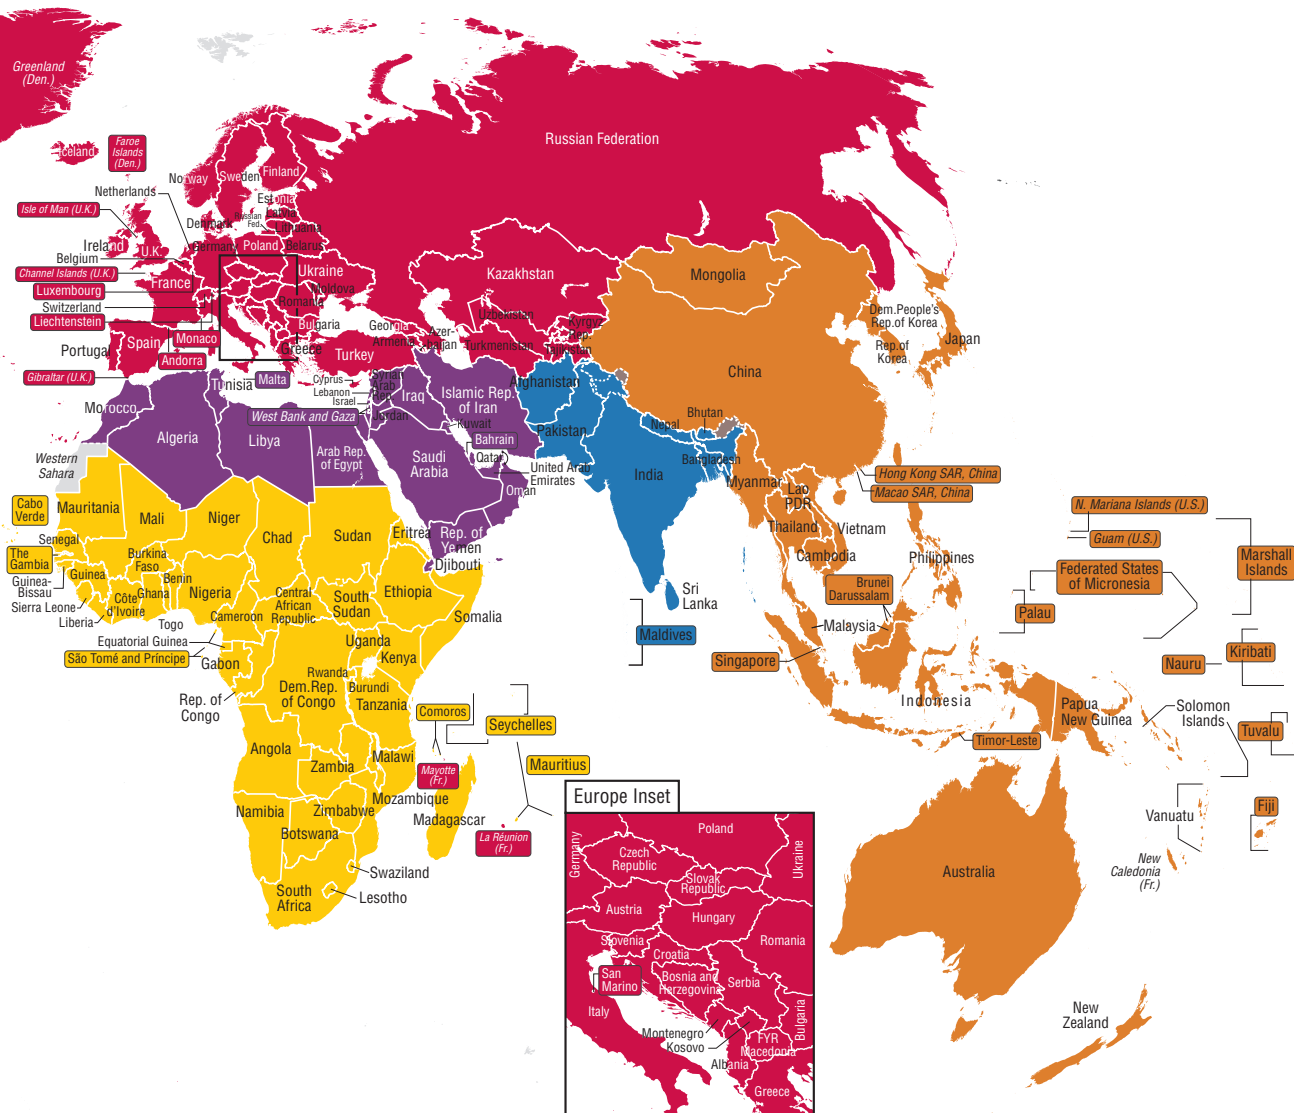 Greenland
(Den.)
Iceland
Faroe
Islands
(Den.)
Norway
Sweden
Finland
Russian Federation
Netherlands
Isle of Man (U.K.)
Estonia
Latvia
Russian
Fed.
Lithuania
Denmark
Ireland
U.K.
Germany
Poland
Belarus
Belgium
Channel Islands (U.K.)
Luxembourg
France
Ukraine
Moldova
Switzerland
Romania
Liechtenstein
Bulgaria
Portugal
Spain
Monaco
Andorra
Greece
Gibraltar (U.K.)
Turkey
Georgia
Armenia
Azer-
baijan
Kazakhstan
Uzbekistan
Turkmenistan
Kyrgyz
Rep.
Tajikistan
Mongolia
Dem.People's
Rep.of Korea
Rep.of
Korea
Japan
China
Tunisia
Malta
Cyprus
Lebanon
Israel
Syrian
Arab
Rep.
West Bank and Gaza
Jordan
Iraq
Islamic Rep.
of Iran
Kuwait
Afghanistan
Pakistan
Morocco
Algeria
Libya
Arab Rep.
of Egypt
Saudi
Arabia
Bahrain
Qatar
United Arab
Emirates
Oman
Rep. of
Yemen
Djibouti
India
Nepal
Bhutan
Bangladesh
Myanmar
Lao
PDR
Thailand
Vietnam
Cambodia
Hong Kong SAR, China
Macao SAR, China
Philippines
Sri
Lanka
Maldives
Brunei
Darussalam
Malaysia
Singapore
Indonesia
Timor-Leste
Papua
New Guinea
N. Mariana Islands (U.S.)
Guam (U.S.)
Federated States
of Micronesia
Marshall
Islands
Palau
Nauru
Kiribati
Solomon
Islands
Tuvalu
Vanuatu
Fiji
New
Caledonia
(Fr.)
Australia
New
Zealand
Western
Sahara
Cabo
Verde
Mauritania
Mali
Niger
Chad
Sudan
Eritrea
Senegal
The
Gambia
Guinea-
Bissau
Guinea
Sierra Leone
Liberia
Côte
d'Ivoire
Burkina
Faso
Ghana
Benin
Togo
Nigeria
Cameroon
Central
African
Republic
South
Sudan
Ethiopia
Somalia
Equatorial Guinea
São Tomé and Príncipe
Gabon
Rep. of
Congo
Dem.Rep.
of Congo
Uganda
Kenya
Rwanda
Burundi
Tanzania
Comoros
Seychelles
Angola
Zambia
Malawi
Mayotte
(Fr.)
Mauritius
Mozambique
Madagascar
La Réunion
(Fr.)
Namibia
Zimbabwe
Botswana
Swaziland
Lesotho
South
Africa
Europe Inset
Germany
Poland
Ukraine
Czech
Republic
Slovak
Republic
Austria
Hungary
Slovenia
Croatia
Romania
San
Marino
Bosnia and
Herzegovina
Serbia
Italy
Bulgaria
Montenegro
Kosovo
FYR
Macedonia
Albania
Greece